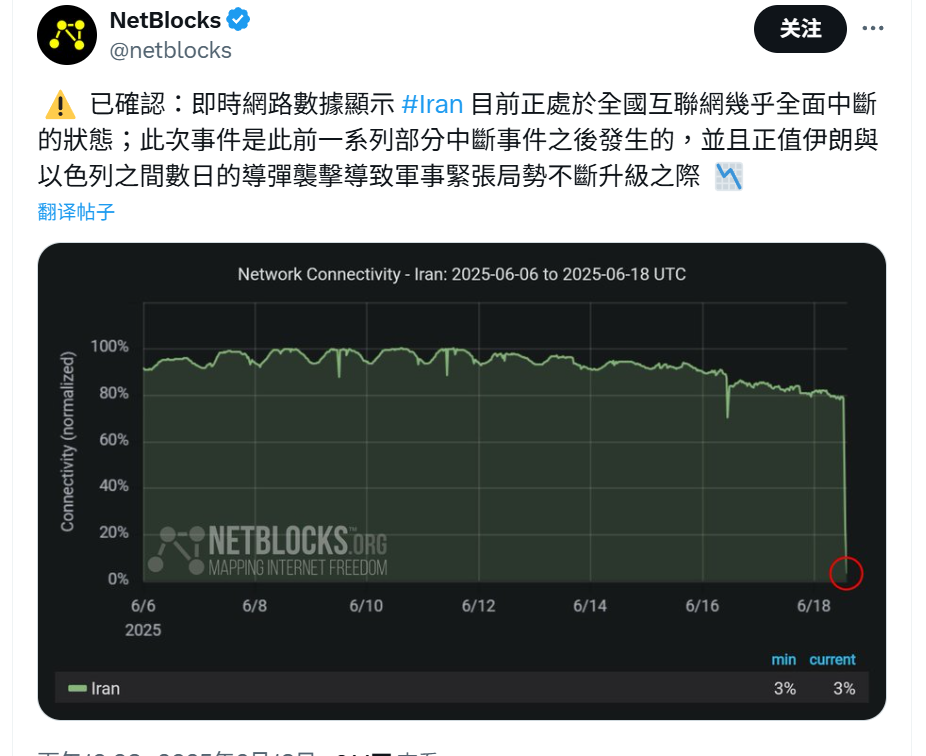 NetBlocks
@netblocks
关注
⚠️ 已確認：即時網路數據顯示 #Iran 目前正處於全國互聯網幾乎全面中斷
的狀態；此次事件是此前一系列部分中斷事件之後發生的，並且正值伊朗與
以色列之間數日的導彈襲擊導致軍事緊張局勢不斷升級之際 📉
翻译帖子
Network Connectivity - Iran: 2025-06-06 to 2025-06-18 UTC
Connectivity (normalized)
100%
80%
60%
40%
20%
0%
NETBLOCKS.ORG
MAPPING INTERNET FREEDOM
6/6 6/8 6/10 6/12 6/14 6/16 6/18
2025
min current
Iran 3% 3%